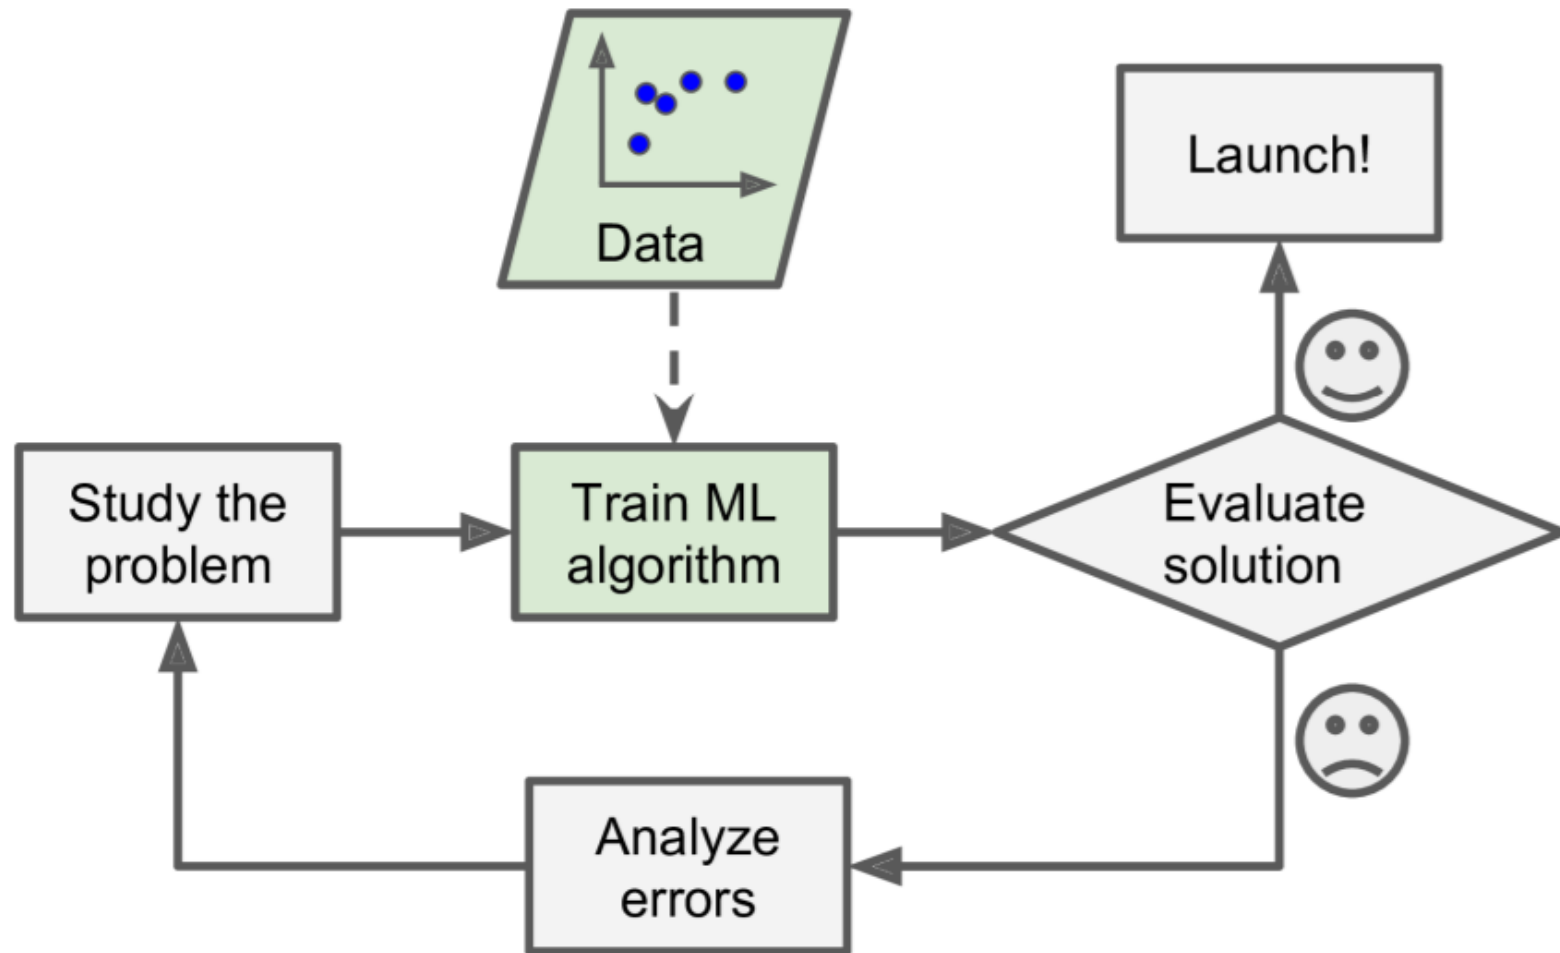 Data
Launch!
Study the
problem
Train ML
algorithm
Evaluate
solution
Analyze
errors